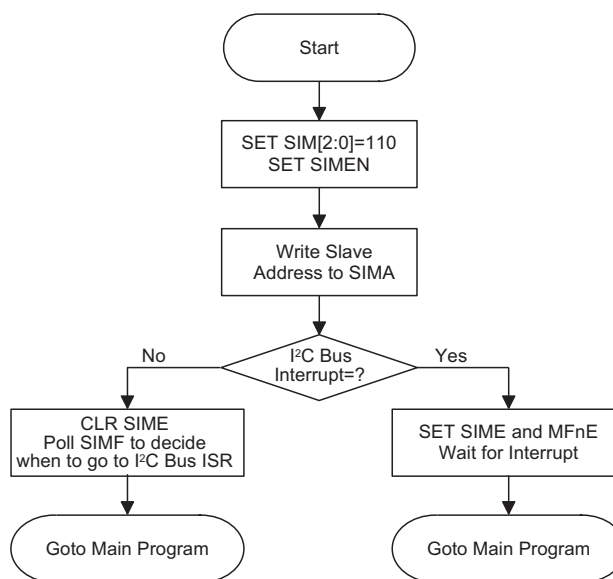 Start
SET SIM[2:0]=110
SET SIMEN
Write Slave
Address to SIMA
I²C Bus
Interrupt=?
No
Yes
CLR SIME
Poll SIMF to decide
when to go to I²C Bus ISR
SET SIME and MFnE
Wait for Interrupt
Goto Main Program
Goto Main Program